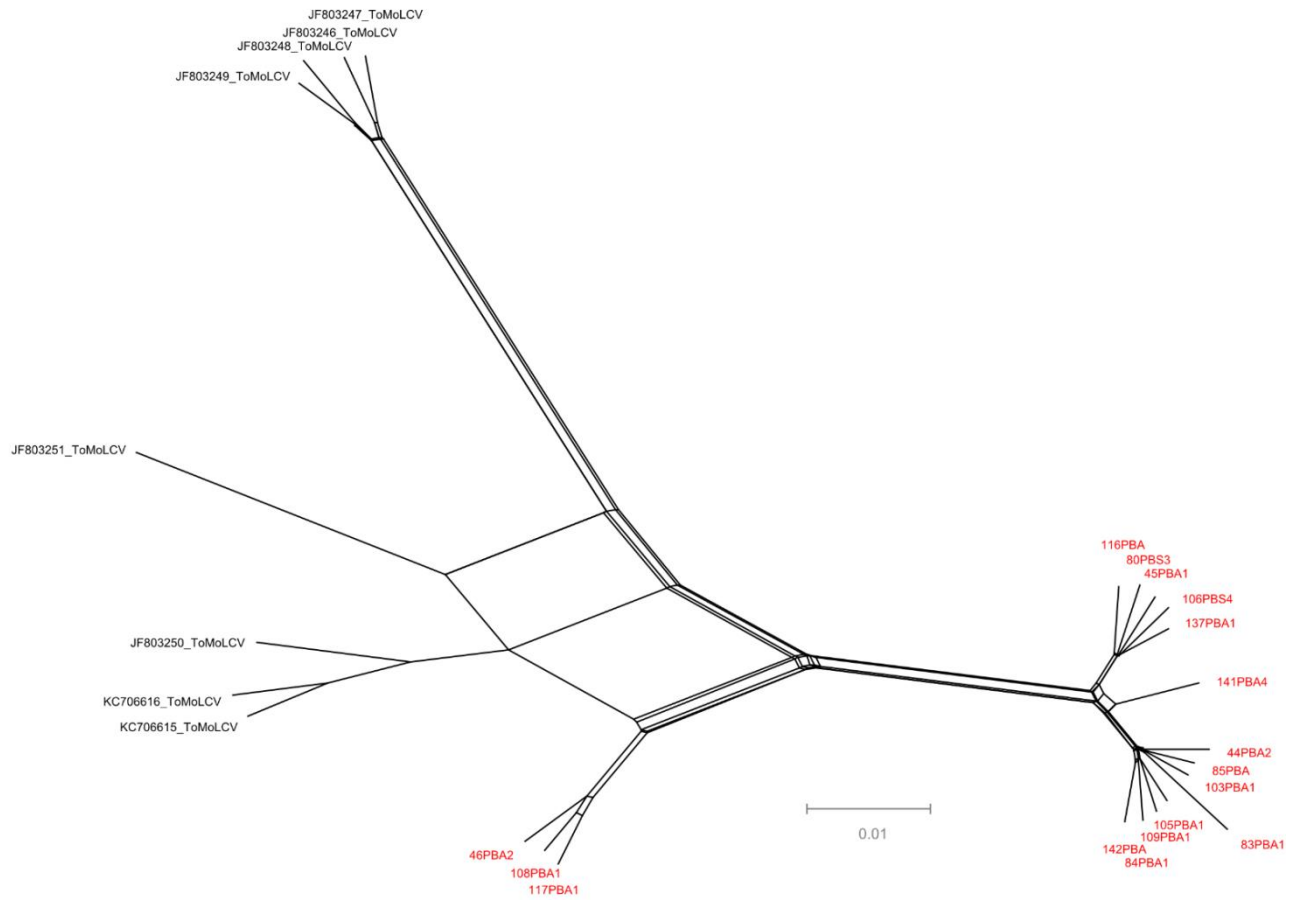 JF803247_ToMoLCV
JF803246_ToMoLCV
JF803248_ToMoLCV
JF803249_ToMoLCV
JF803251_ToMoLCV
116PBA
80PBS3
45PBA1
106PBS4
137PBA1
JF803250_ToMoLCV
141PBA4
KC706616_ToMoLCV
KC706615_ToMoLCV
44PBA2
85PBA
103PBA1
105PBA1
0.01
109PBA1
83PBA1
142PBA
46PBA2
84PBA1
108PBA1
117PBA1